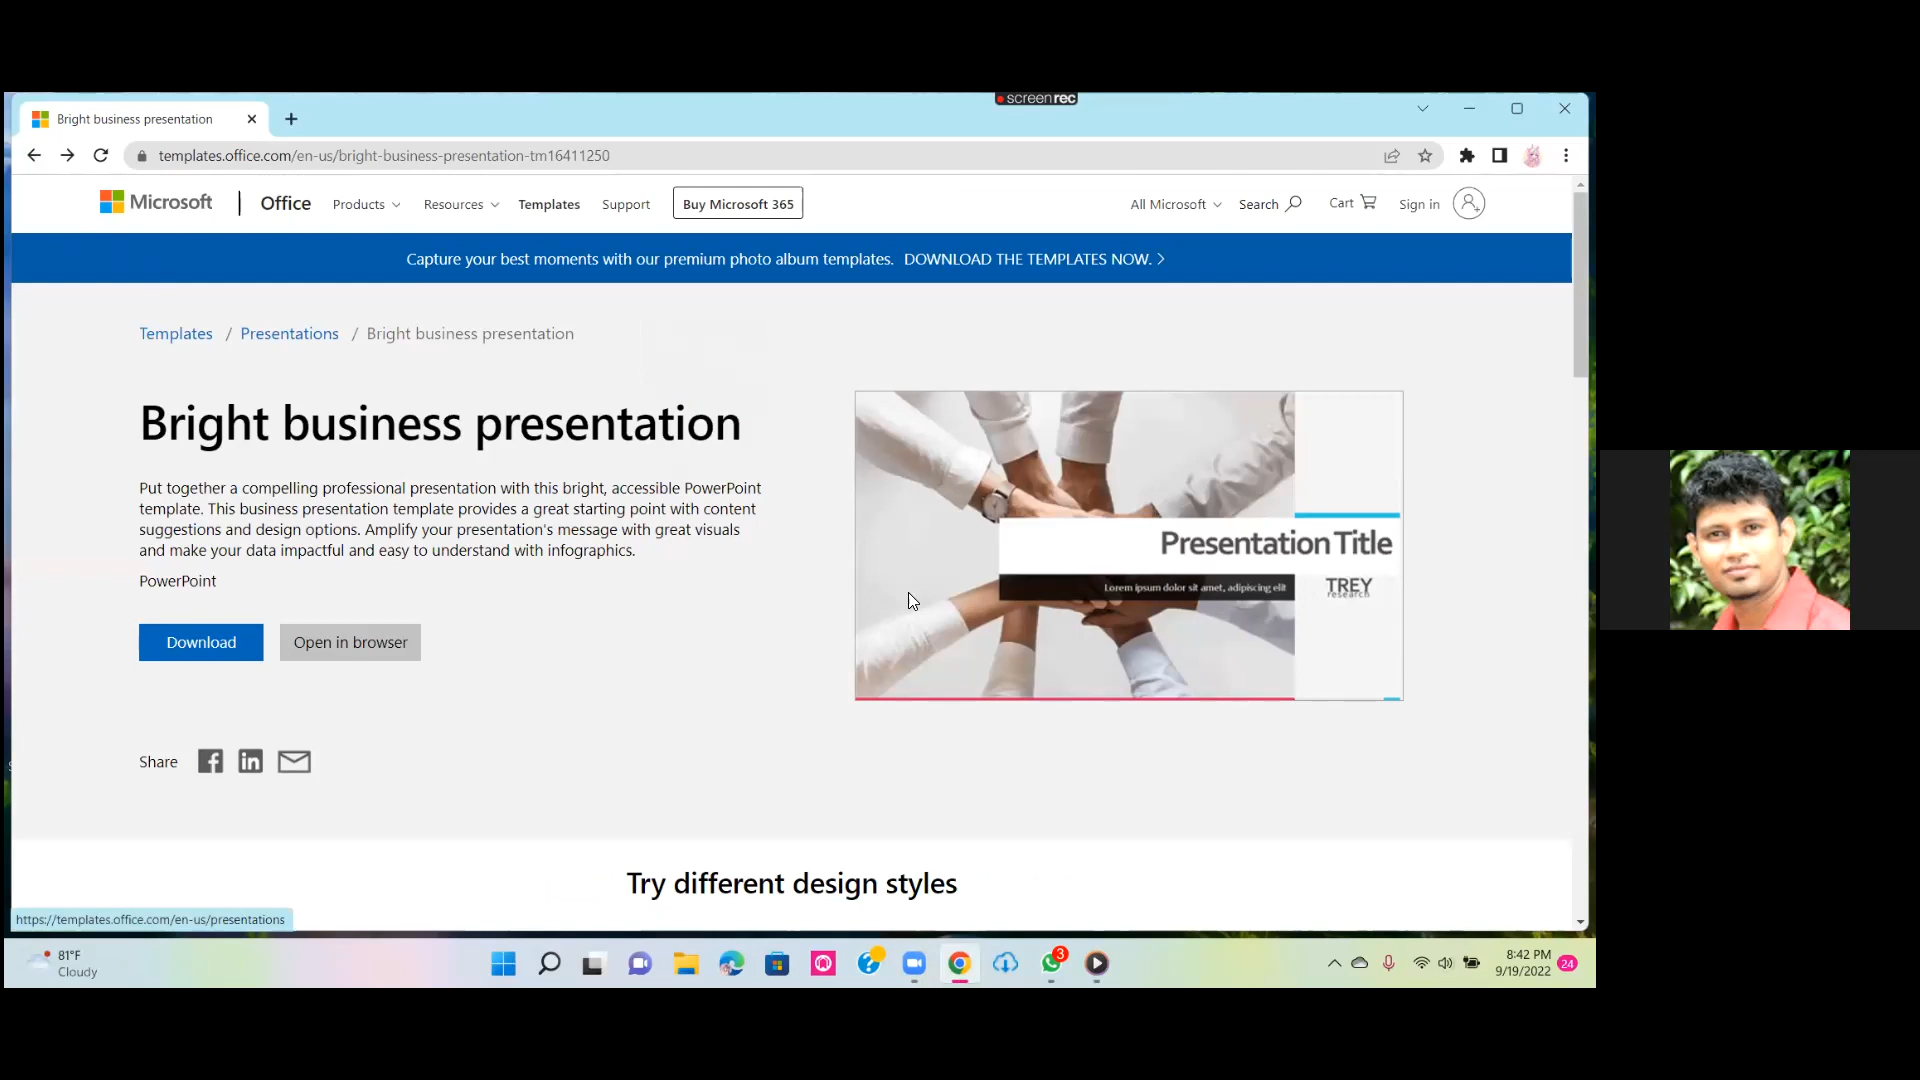 screenrec
Bright business presentation
templates.office.com/en-us/bright-business-presentation-tm16411250
Microsoft
Office
Products
Resources
Templates
Support
Buy Microsoft 365
All Microsoft
Search
Cart
Sign in
Capture your best moments with our premium photo album templates. DOWNLOAD THE TEMPLATES NOW. >
Templates / Presentations / Bright business presentation
Bright business presentation
Put together a compelling professional presentation with this bright, accessible PowerPoint
template. This business presentation template provides a great starting point with content
suggestions and design options. Amplify your presentation's message with great visuals
and make your data impactful and easy to understand with infographics.
PowerPoint
Download
Open in browser
Presentation Title
Lorem ipsum dolor sit amet, adipiscing elit
TREY
research
Share
Try different design styles
https://templates.office.com/en-us/presentations
81°F
Cloudy
3
8:42 PM
9/19/2022
24